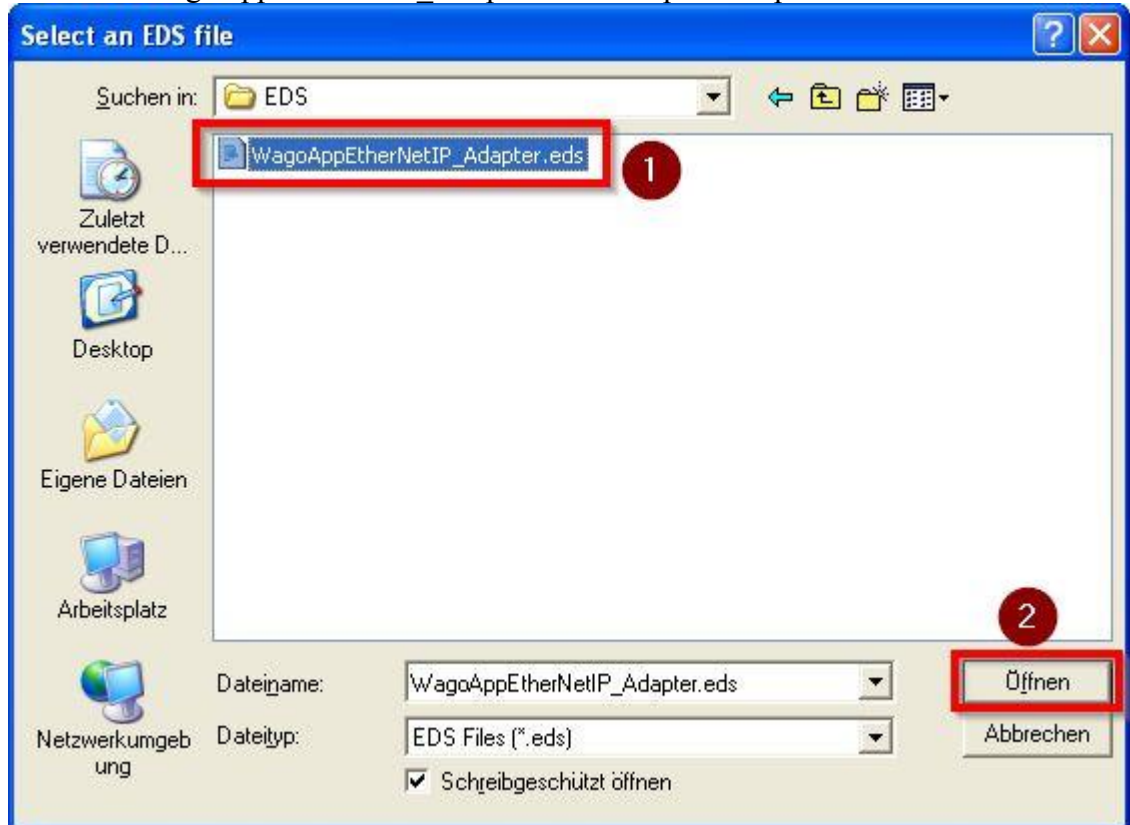 Select an EDS file
Suchen in: EDS
WagoAppEtherNetIP_Adapter.eds
1
Zuletzt
verwendete D...
Desktop
Eigene Dateien
Arbeitsplatz
2
Netzwerkumgeb
ung
Dateiname: WagoAppEtherNetIP_Adapter.eds Öffnen
Dateityp: EDS Files (*.eds) Abbrechen
Schreibgeschützt öffnen